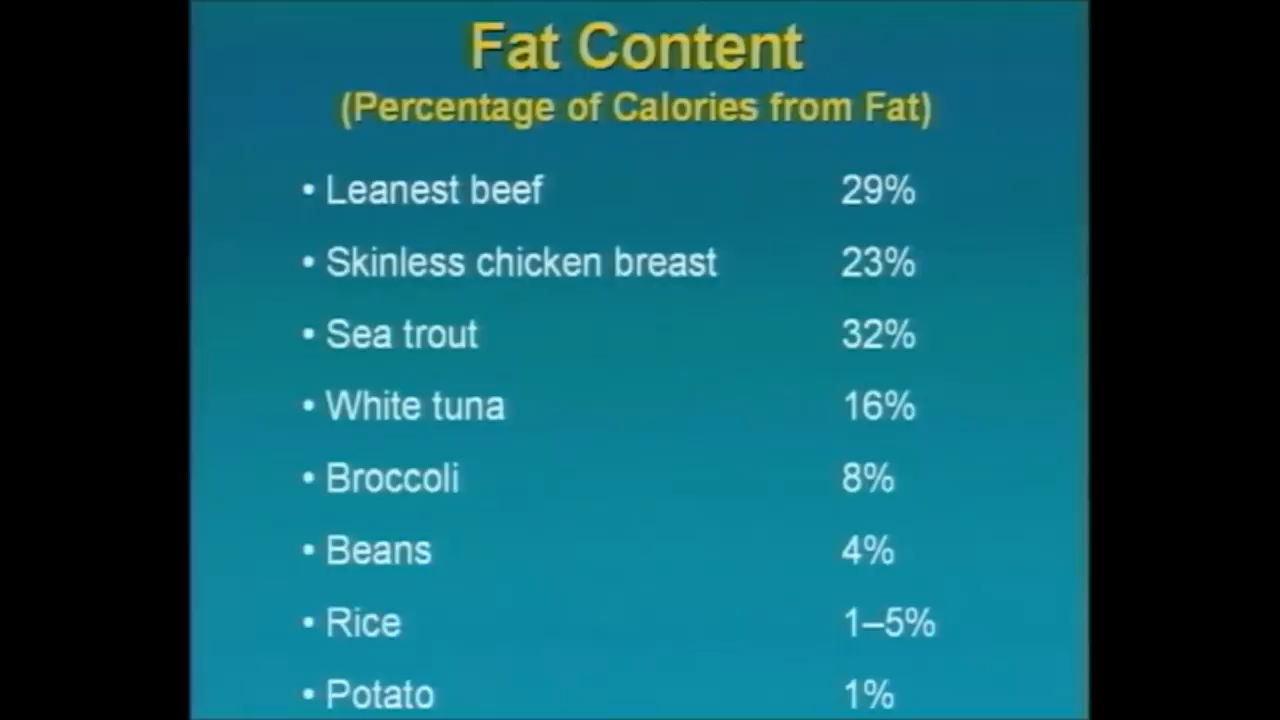 Fat Content
(Percentage of Calories from Fat)
• Leanest beef 29%
• Skinless chicken breast 23%
• Sea trout 32%
• White tuna 16%
• Broccoli 8%
• Beans 4%
• Rice 1–5%
• Potato 1%